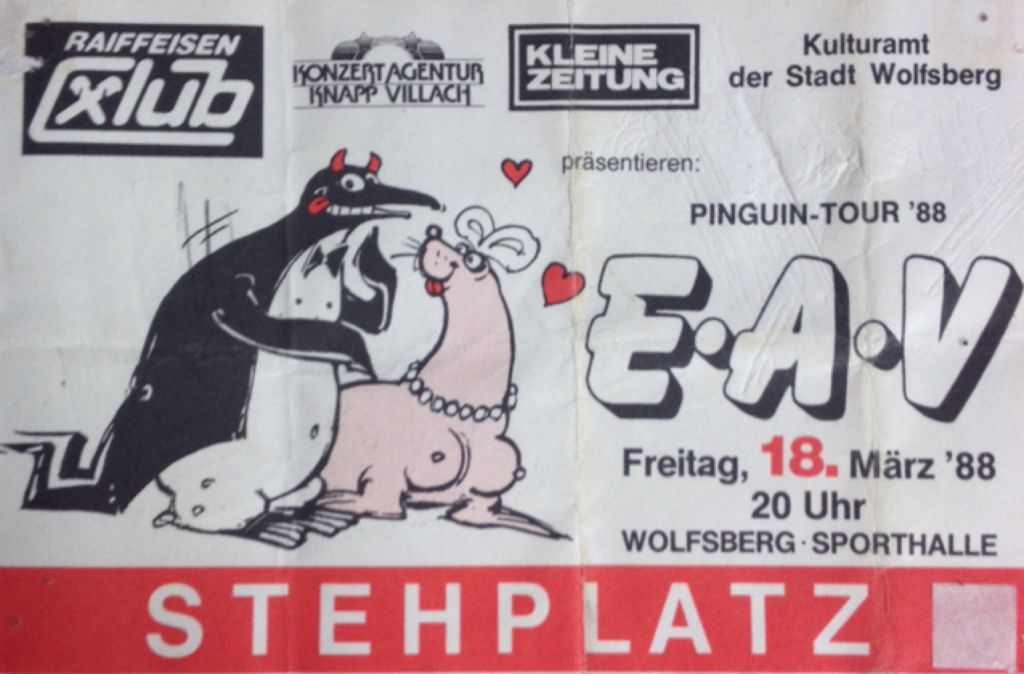 RAIFFEISEN
Club
KONZERTAGENTUR
KNAPP VILLACH
KLEINE
ZEITUNG
Kulturamt
der Stadt Wolfsberg
präsentieren:
PINGUIN-TOUR '88
E·A·V
Freitag, 18. März '88
20 Uhr
WOLFSBERG · SPORTHALLE
STEHPLATZ